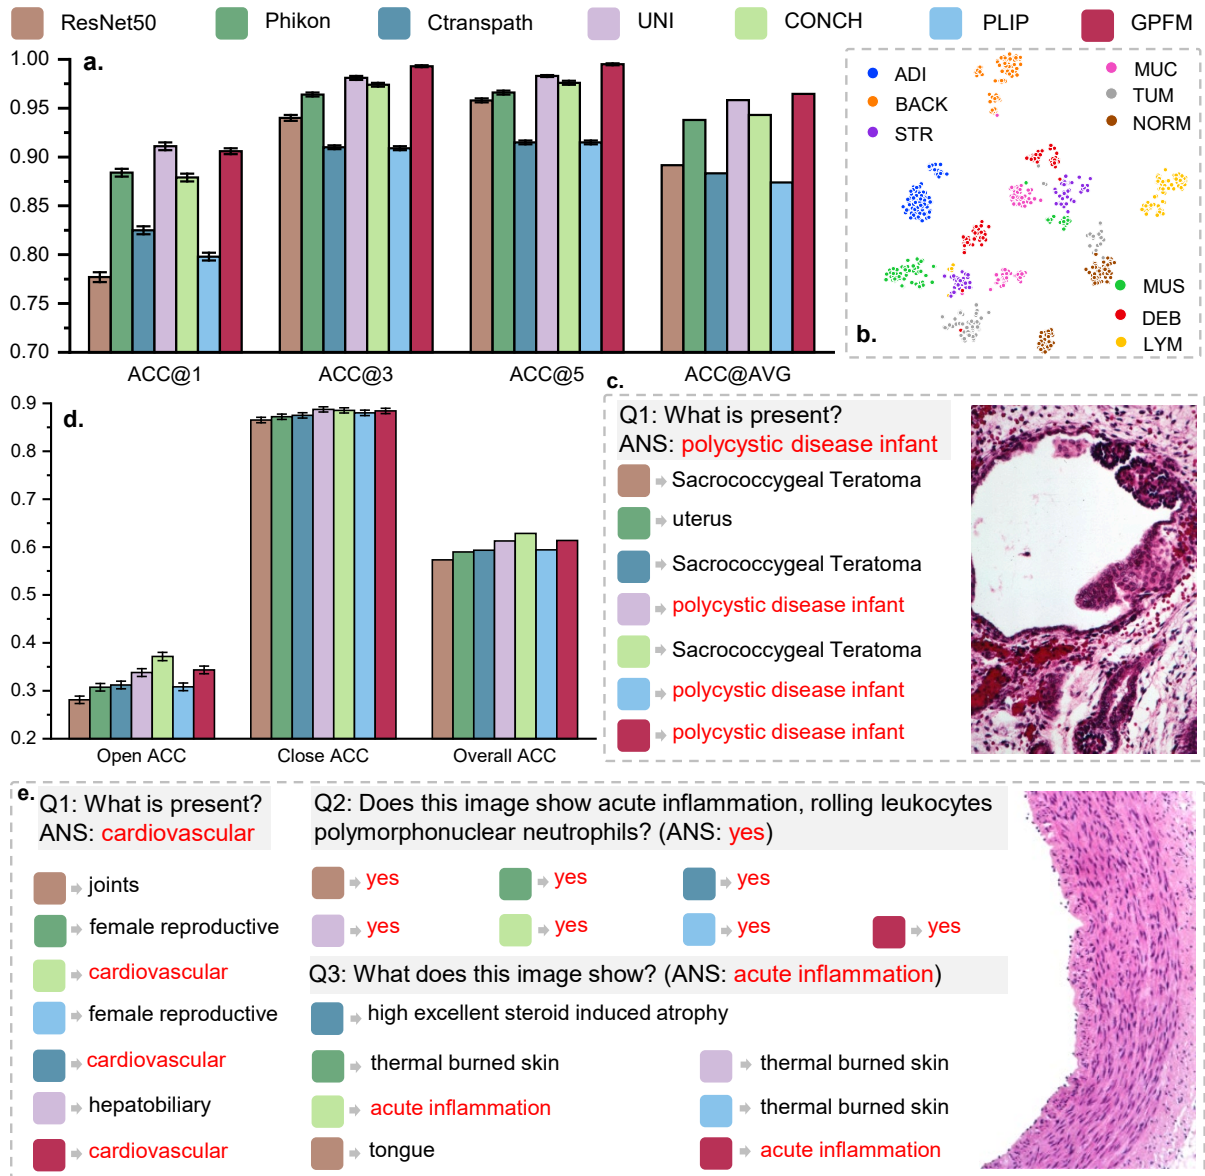 ResNet50 Phikon Ctranspath UNI CONCH PLIP GPFM
a.
1.00
0.95
0.90
0.85
0.80
0.75
0.70
ACC@1 ACC@3 ACC@5 ACC@AVG
ADI
BACK
STR
MUC
TUM
NORM
MUS
DEB
LYM
b.
c.
Q1: What is present?
ANS: polycystic disease infant
Sacrococcygeal Teratoma
uterus
Sacrococcygeal Teratoma
polycystic disease infant
Sacrococcygeal Teratoma
polycystic disease infant
polycystic disease infant
d.
0.9
0.8
0.7
0.6
0.5
0.4
0.3
0.2
Open ACC Close ACC Overall ACC
e.
Q1: What is present?
ANS: cardiovascular
joints
female reproductive
cardiovascular
female reproductive
cardiovascular
hepatobiliary
cardiovascular
Q2: Does this image show acute inflammation, rolling leukocytes
polymorphonuclear neutrophils? (ANS: yes)
yes yes yes
yes yes yes yes
Q3: What does this image show? (ANS: acute inflammation)
high excellent steroid induced atrophy
thermal burned skin thermal burned skin
acute inflammation thermal burned skin
tongue acute inflammation